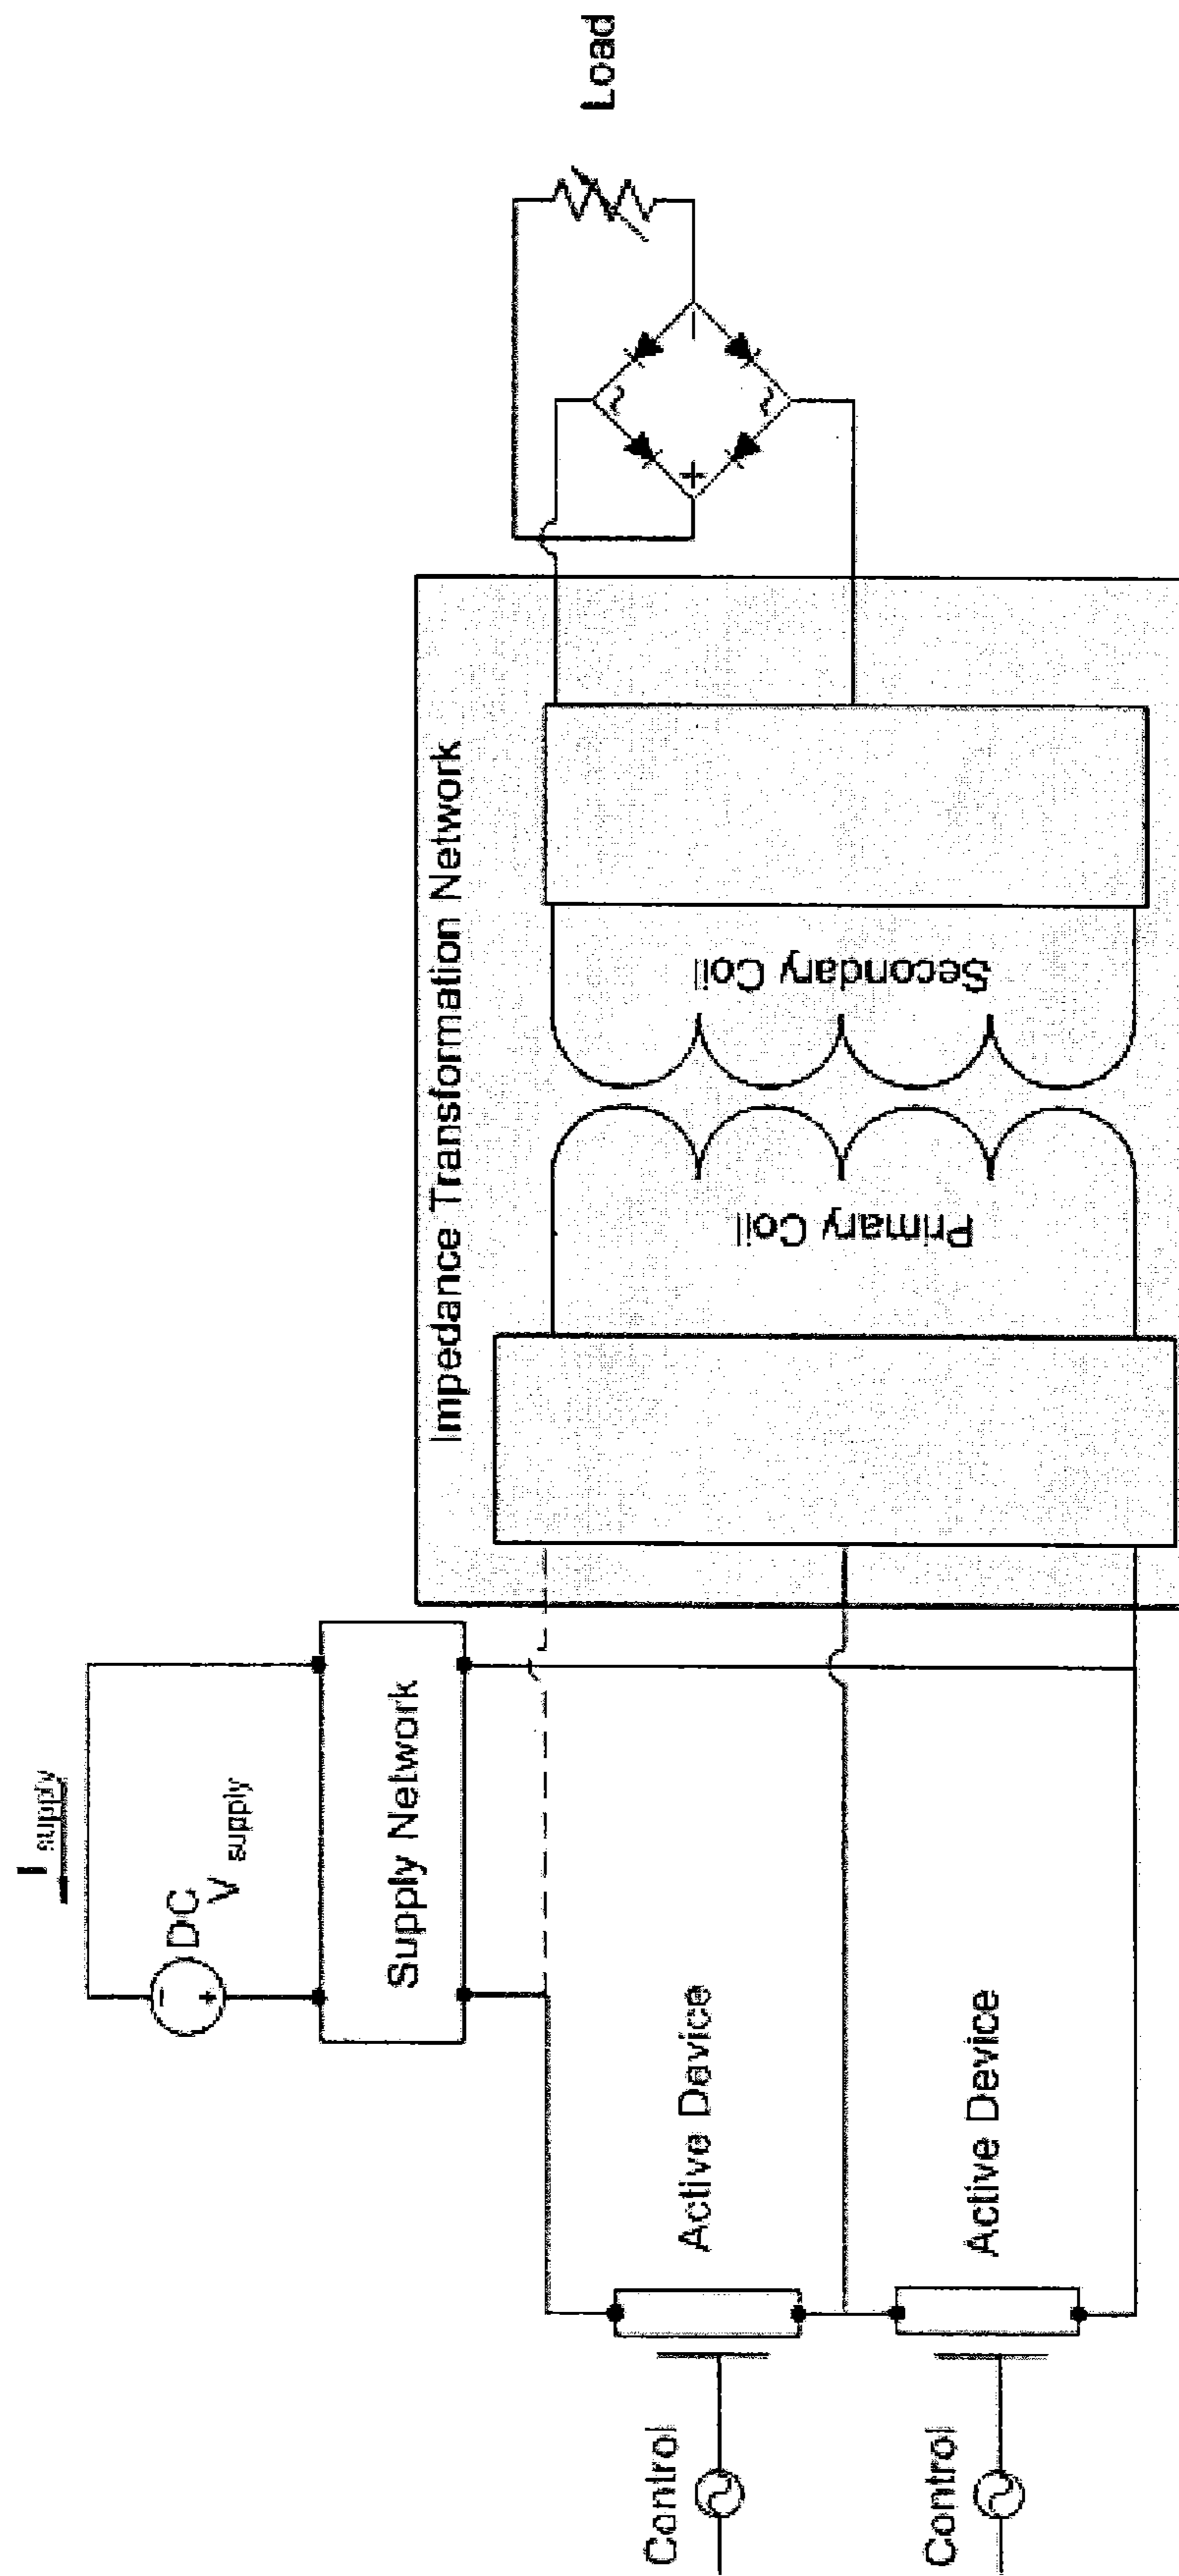 I supply
DC
V supply
Supply Network
Impedance Transformation Network
Load
Control
Active Device
Primary Coil
Secondary Coil
Control
Active Device